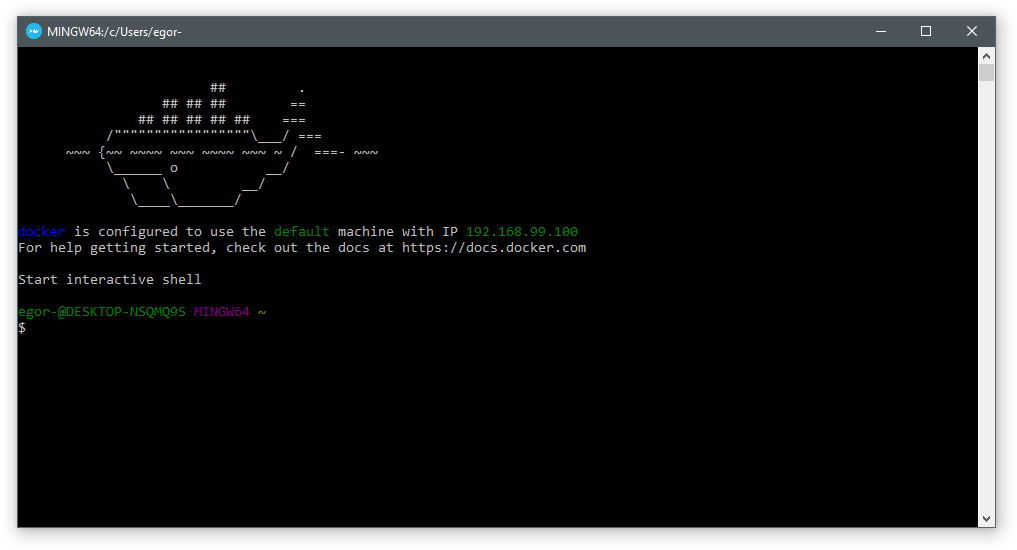 MINGW64:/c/Users/egor-
                        ##         .
                  ## ## ##        ==
               ## ## ## ## ##    ===
           /"""""""""""""""""\___/ ===
      ~~~ {~~ ~~~~ ~~~ ~~~~ ~~~ ~ /  ===- ~~~
           \______ o           __/
             \    \         __/
              \____\_______/
docker is configured to use the default machine with IP 192.168.99.100
For help getting started, check out the docs at https://docs.docker.com
Start interactive shell
egor-@DESKTOP-NSQMQ9S MINGW64 ~
$